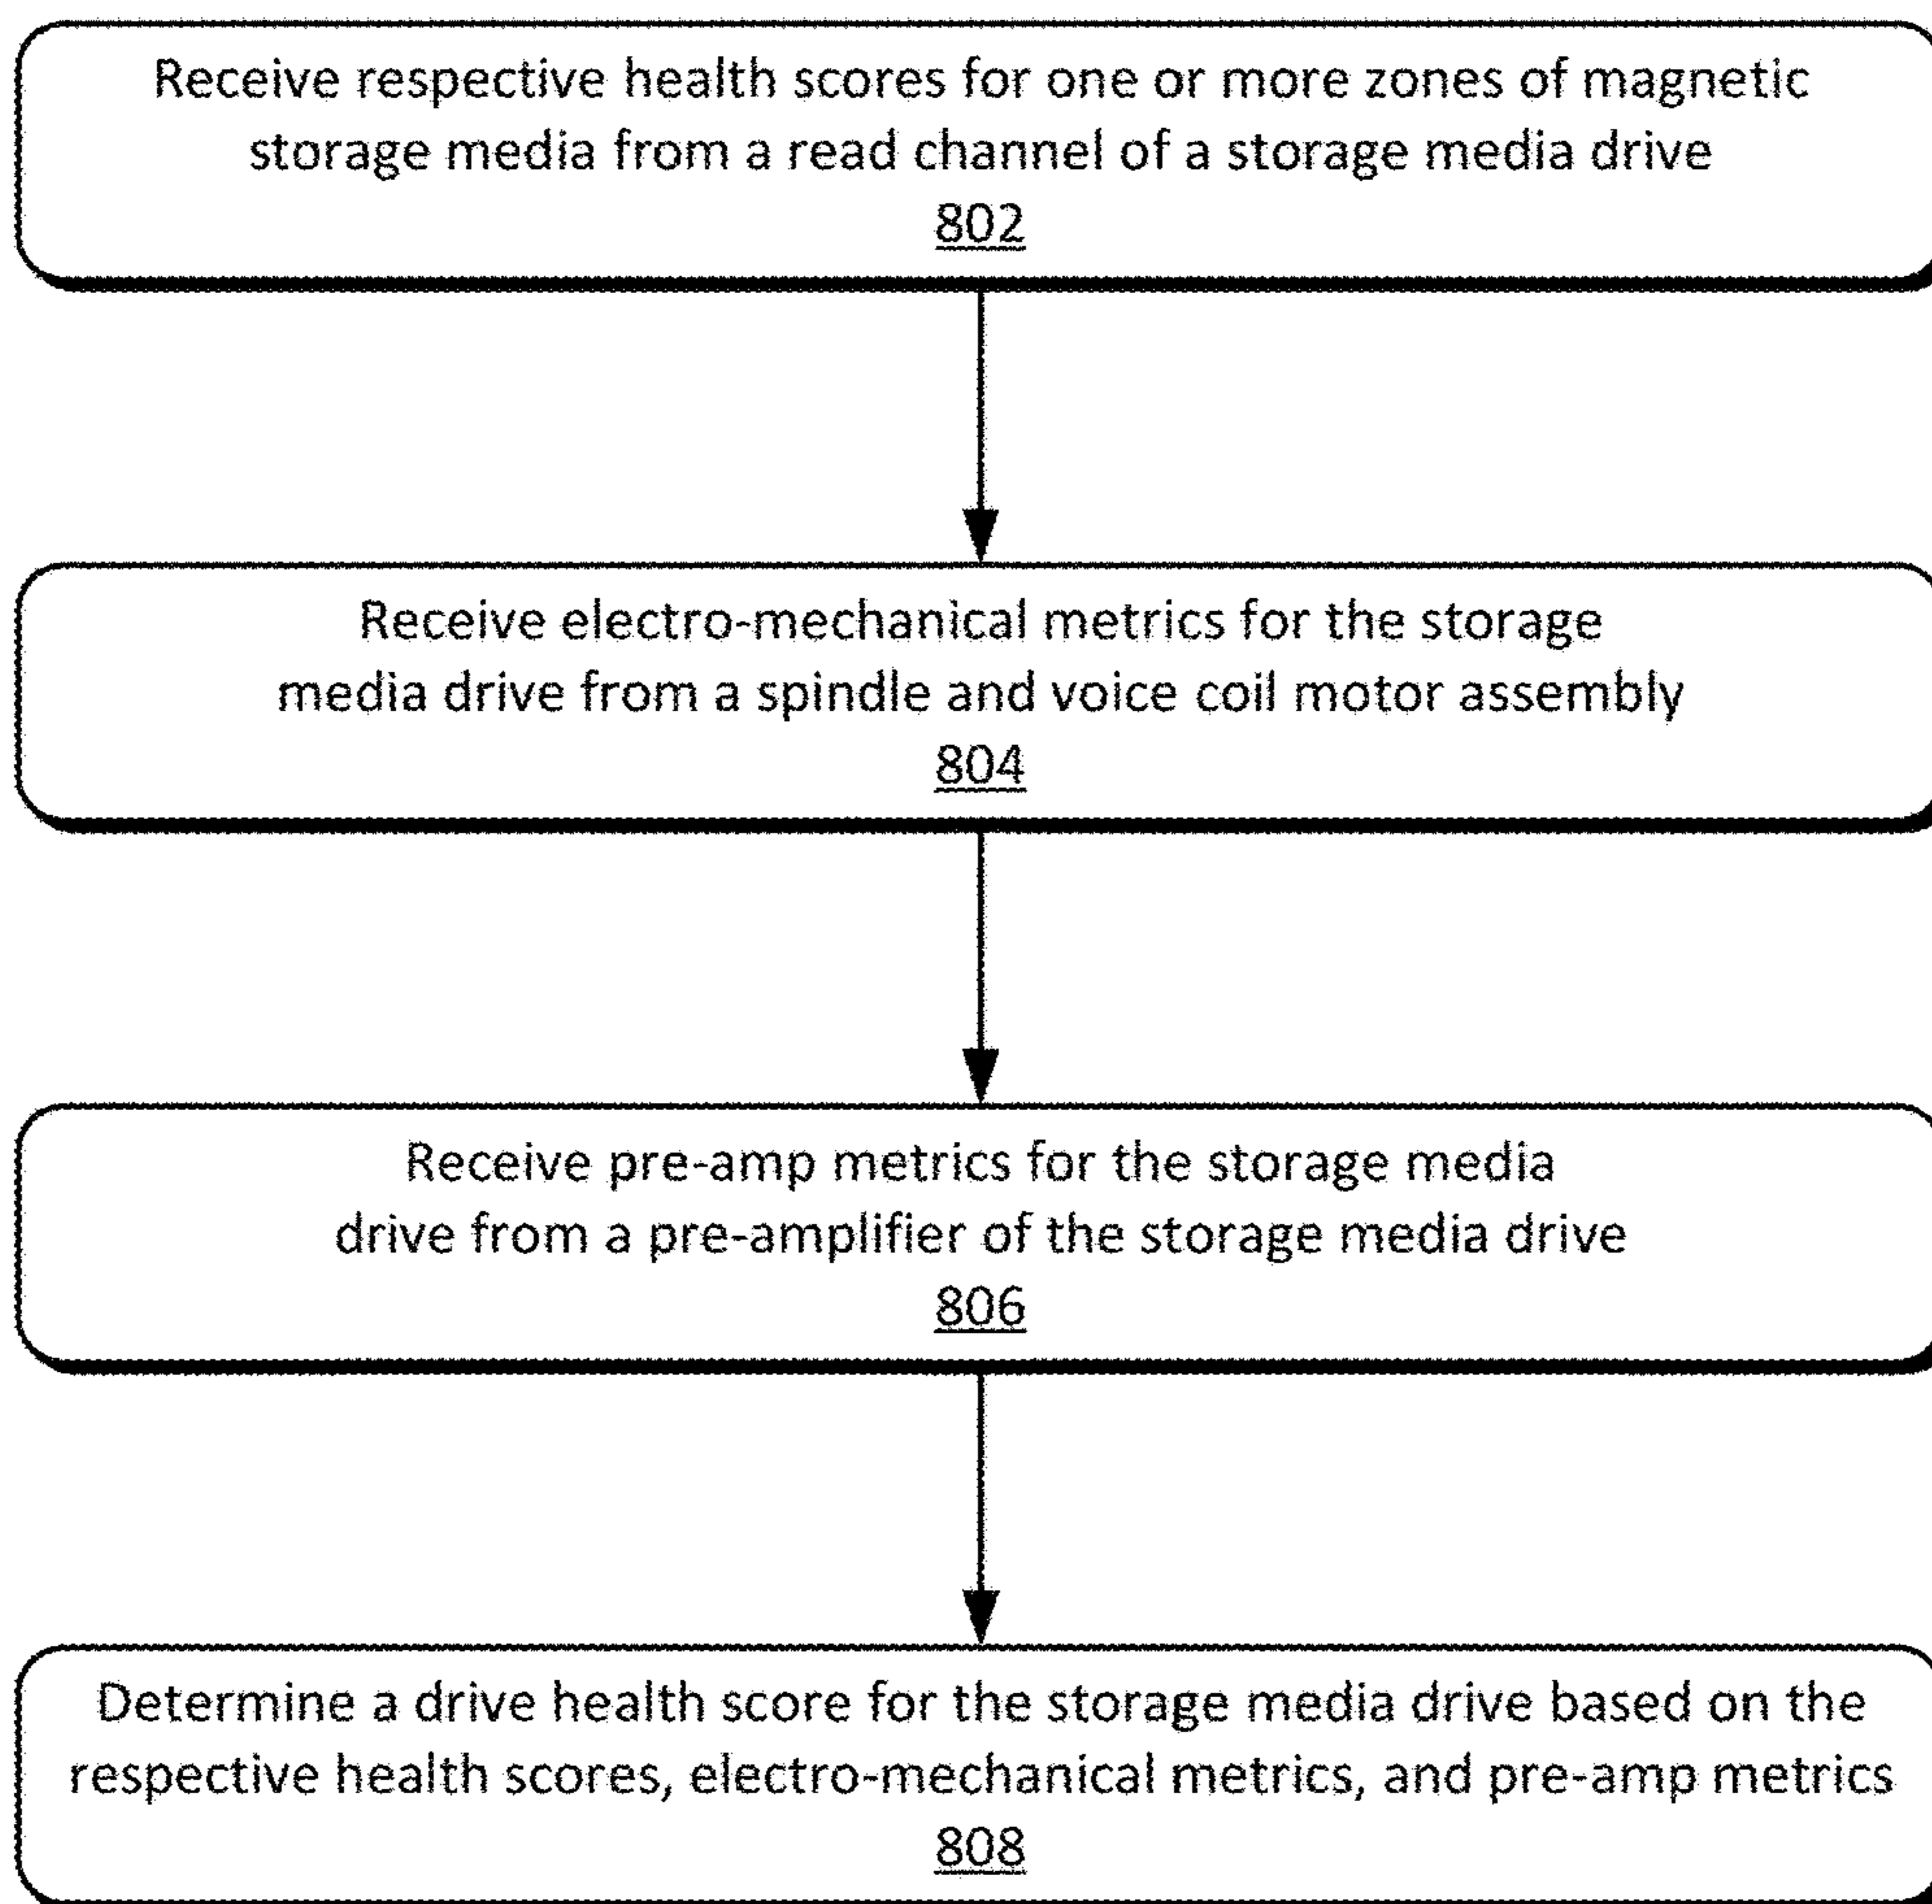 Receive respective health scores for one or more zones of magnetic
storage media from a read channel of a storage media drive
802
Receive electro-mechanical metrics for the storage
media drive from a spindle and voice coil motor assembly
804
Receive pre-amp metrics for the storage media
drive from a pre-amplifier of the storage media drive
806
Determine a drive health score for the storage media drive based on the
respective health scores, electro-mechanical metrics, and pre-amp metrics
808